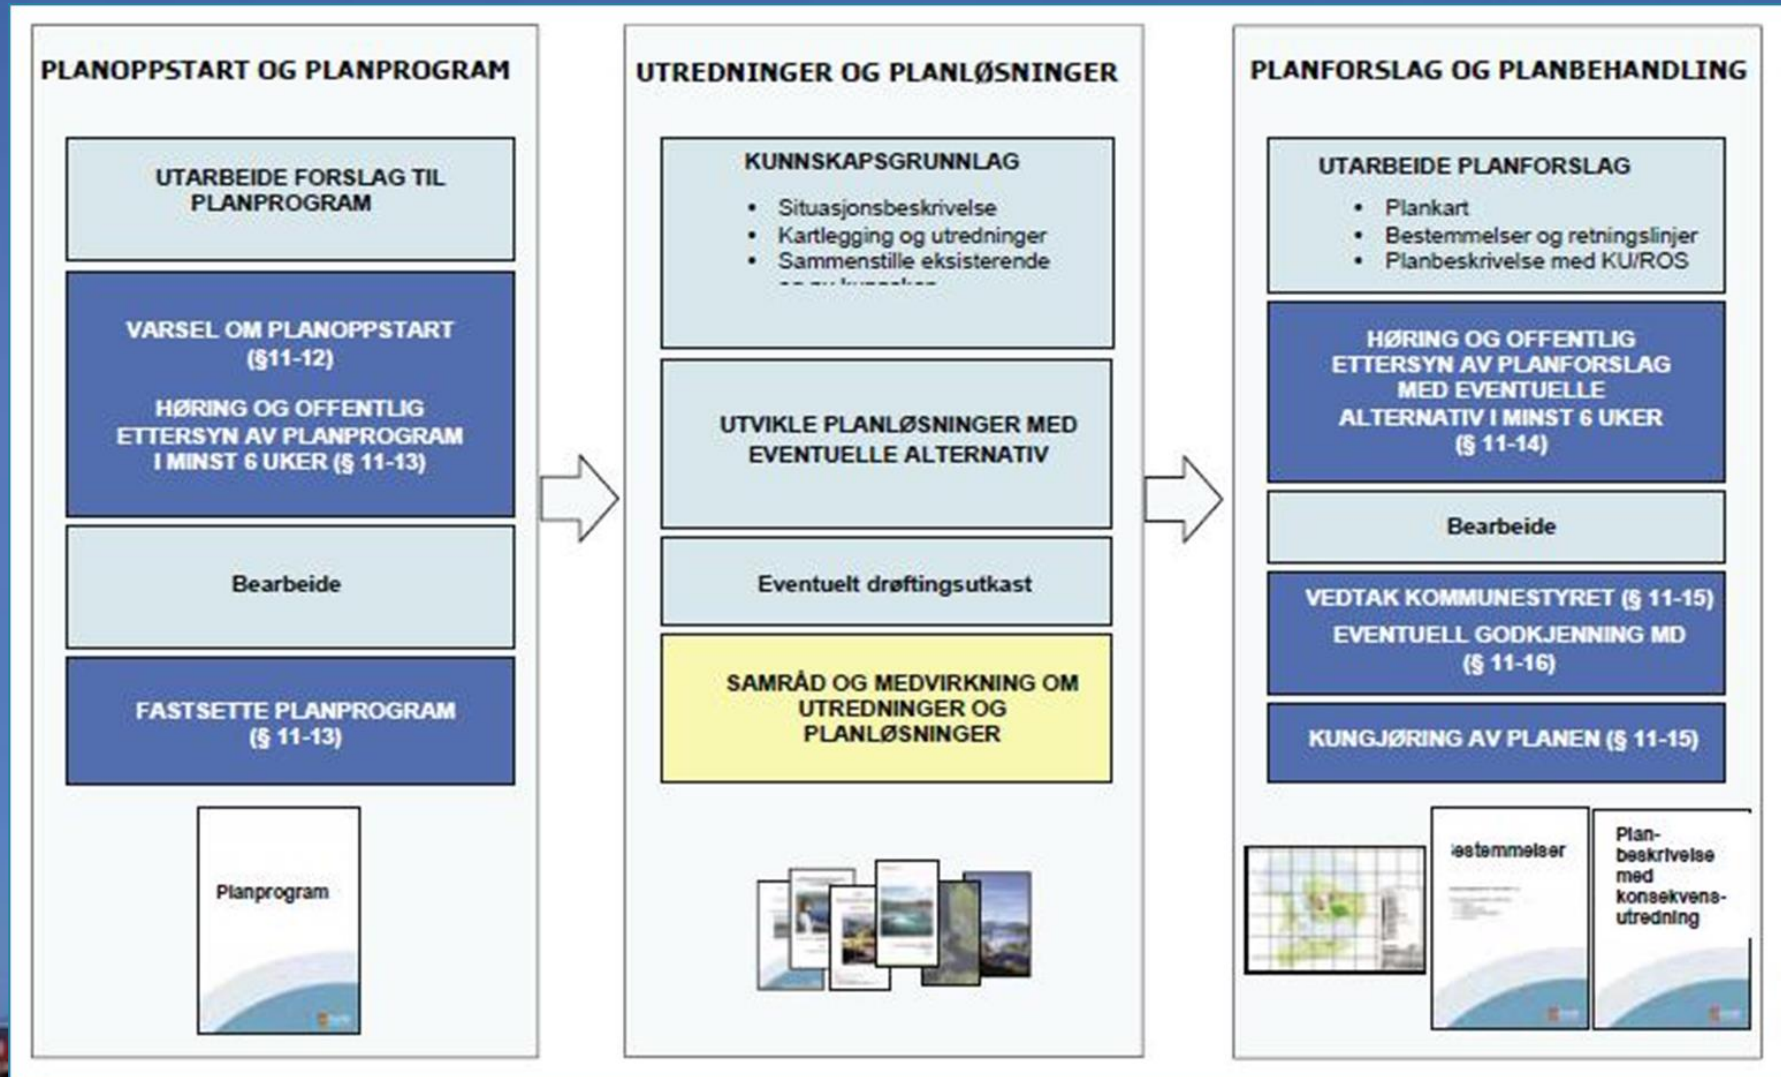 PLANOPPSTART OG PLANPROGRAM
UTARBEIDE FORSLAG TIL
PLANPROGRAM
VARSEL OM PLANOPPSTART
(§11-12)
HØRING OG OFFENTLIG
ETTERSYN AV PLANPROGRAM
I MINST 6 UKER (§ 11-13)
Bearbeide
FASTSETTE PLANPROGRAM
(§ 11-13)
Planprogram
UTREDNINGER OG PLANLØSNINGER
KUNNSKAPSGRUNNLAG
• Situasjonsbeskrivelse
• Kartlegging og utredninger
• Sammenstille eksisterende
UTVIKLE PLANLØSNINGER MED
EVENTUELLE ALTERNATIV
Eventuelt drøftingsutkast
SAMRÅD OG MEDVIRKNING OM
UTREDNINGER OG
PLANLØSNINGER
PLANFORSLAG OG PLANBEHANDLING
UTARBEIDE PLANFORSLAG
• Plankart
• Bestemmelser og retningslinjer
• Planbeskrivelse med KU/ROS
HØRING OG OFFENTLIG
ETTERSYN AV PLANFORSLAG
MED EVENTUELLE
ALTERNATIV I MINST 6 UKER
(§ 11-14)
Bearbeide
VEDTAK KOMMUNESTYRET (§ 11-15)
EVENTUELL GODKJENNING MD
(§ 11-16)
KUNGJØRING AV PLANEN (§ 11-15)
estemmelser
Plan-
beskrivelse
med
konsekvens-
utredning